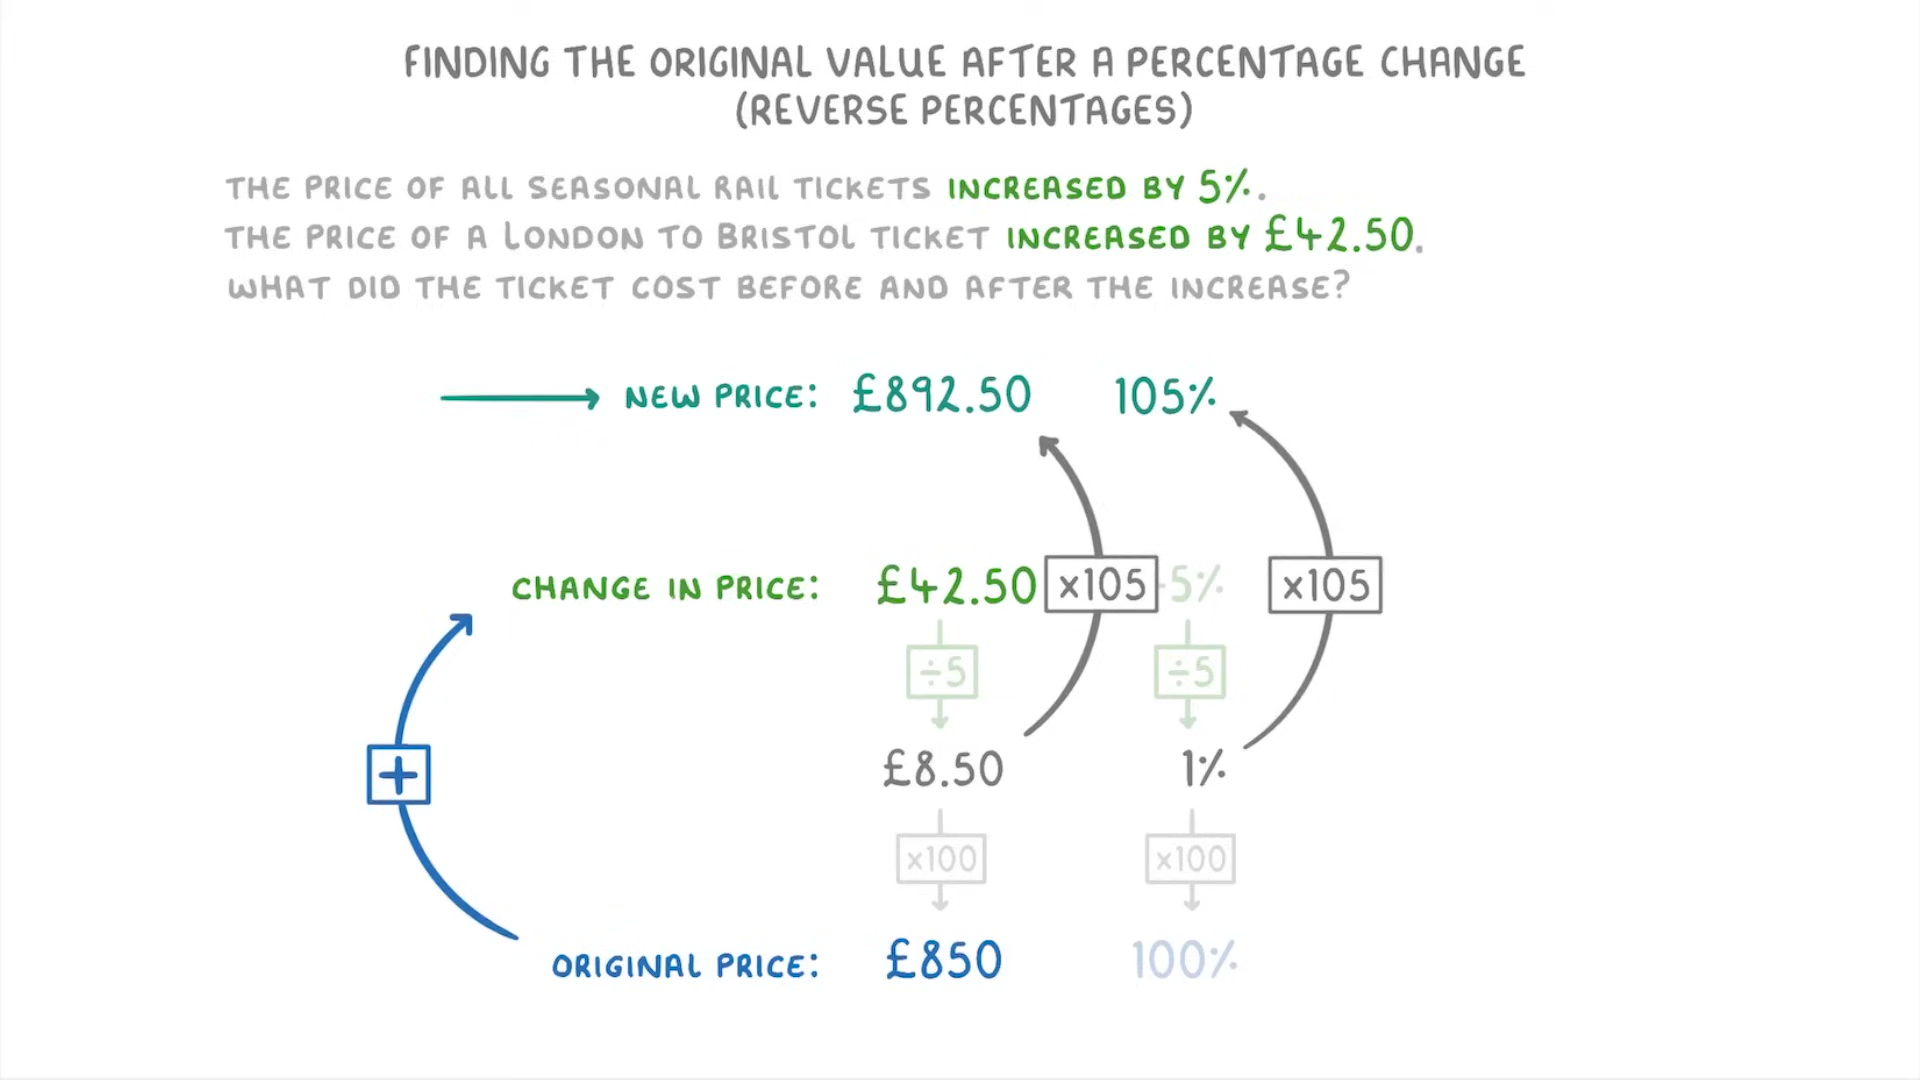 FINDING THE ORIGINAL VALUE AFTER A PERCENTAGE CHANGE
(REVERSE PERCENTAGES)
THE PRICE OF ALL SEASONAL RAIL TICKETS INCREASED BY 5%.
THE PRICE OF A LONDON TO BRISTOL TICKET INCREASED BY £42.50.
WHAT DID THE TICKET COST BEFORE AND AFTER THE INCREASE?
NEW PRICE: £892.50 105%
CHANGE IN PRICE: £42.50 ×105 5% ×105
÷5 ÷5
+
£8.50 1%
×100 ×100
ORIGINAL PRICE: £850 100%